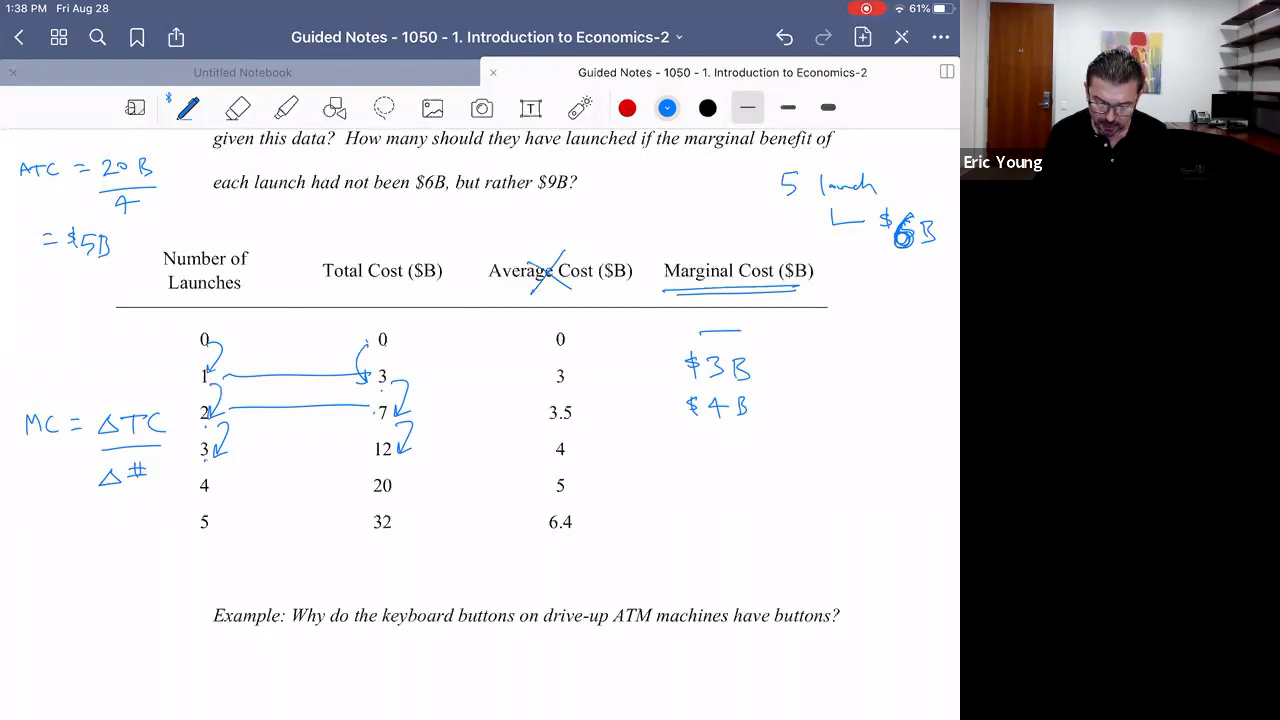 1:38 PM Fri Aug 28
61%
Guided Notes - 1050 - 1. Introduction to Economics-2
Untitled Notebook
Guided Notes - 1050 - 1. Introduction to Economics-2
T
given this data? How many should they have launched if the marginal benefit of
each launch had not been $6B, but rather $9B?
Eric Young
ATC = 20B
4
= $5B
5 launch
$6B
Number of Launches Total Cost ($B) Average Cost ($B) Marginal Cost ($B)
0 0 0 —
1 3 3 $3B
2 7 3.5 $4B
3 12 4
4 20 5
5 32 6.4
MC = ΔTC
Δ#
Example: Why do the keyboard buttons on drive-up ATM machines have buttons?